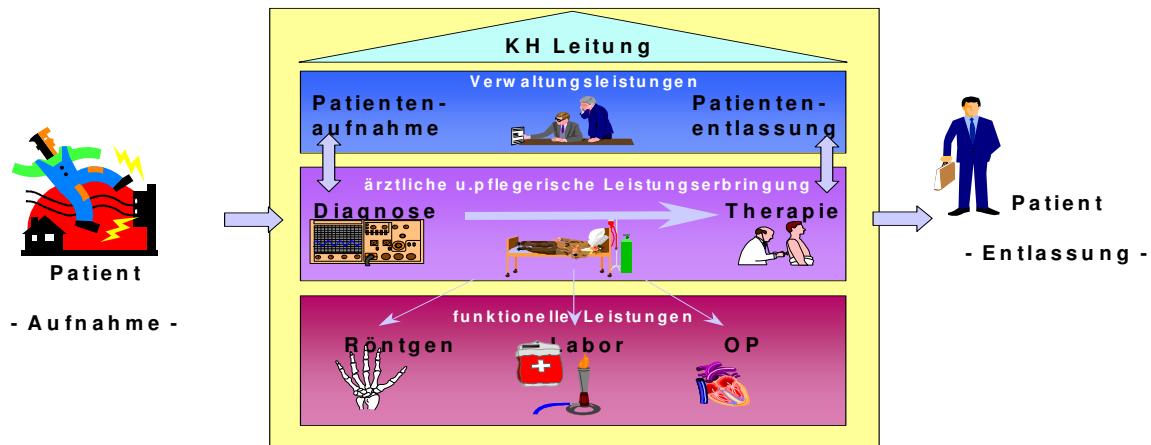 KH Leitung
Verwaltungsleistungen
Patienten-
aufnahme
Patienten-
entlassung
ärztliche u.pflegerische Leistungserbringung
Diagnose
Therapie
funktionelle Leistungen
Röntgen
Labor
OP
Patient
- Aufnahme -
Patient
- Entlassung -